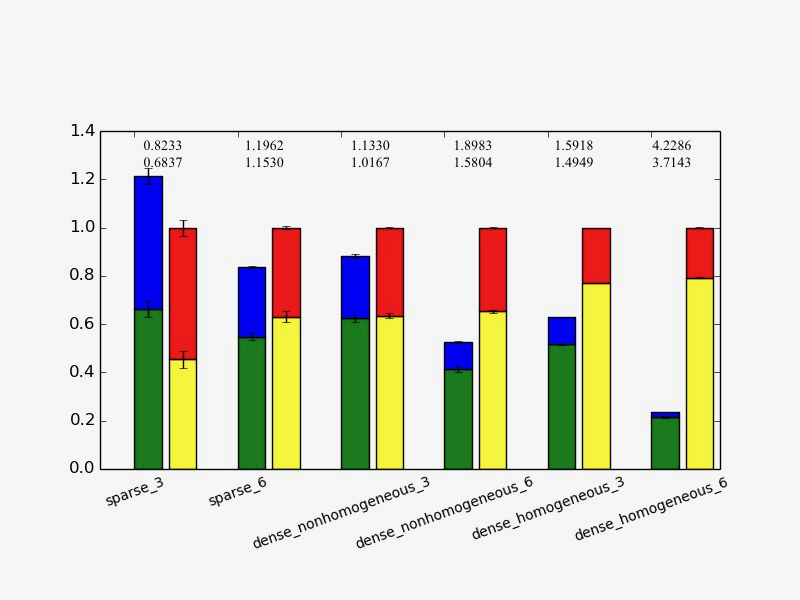 1.4
1.2
1.0
0.8
0.6
0.4
0.2
0.0
0.8233 1.1962 1.1330 1.8983 1.5918 4.2286
0.6837 1.1530 1.0167 1.5804 1.4949 3.7143
sparse_3
sparse_6
dense_nonhomogeneous_3
dense_nonhomogeneous_6
dense_homogeneous_3
dense_homogeneous_6